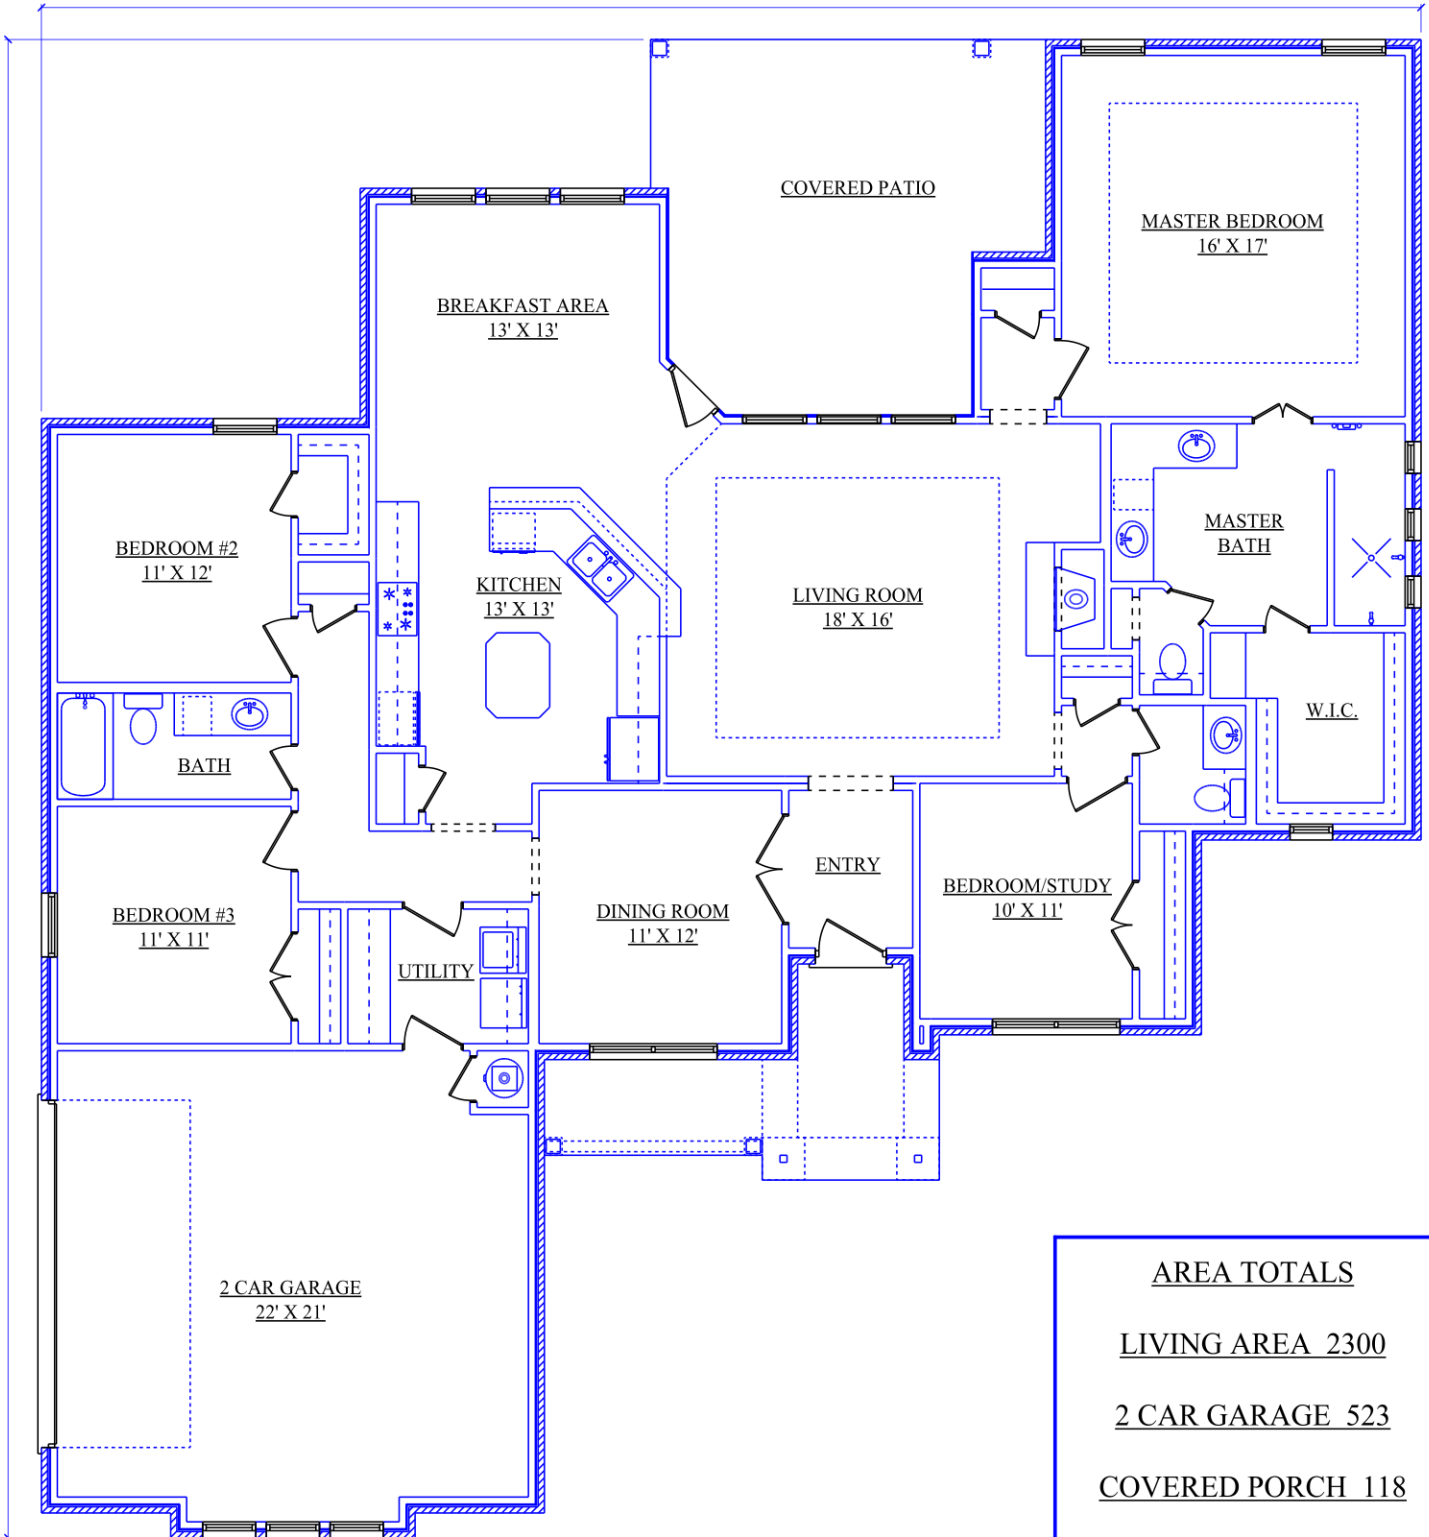 COVERED PATIO
MASTER BEDROOM
16' X 17'
BREAKFAST AREA
13' X 13'
BEDROOM #2
11' X 12'
KITCHEN
13' X 13'
LIVING ROOM
18' X 16'
MASTER
BATH
W.I.C.
BATH
ENTRY
BEDROOM/STUDY
10' X 11'
BEDROOM #3
11' X 11'
DINING ROOM
11' X 12'
UTILITY
2 CAR GARAGE
22' X 21'
AREA TOTALS
LIVING AREA 2300
2 CAR GARAGE 523
COVERED PORCH 118